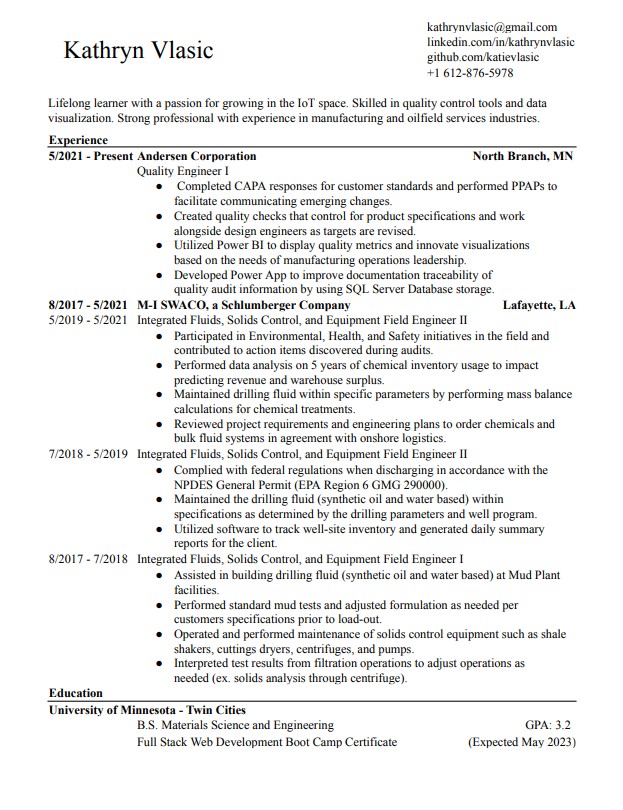 Kathryn Vlasic
kathrynvlasic@gmail.com
linkedin.com/in/kathrynvlasic
github.com/katievlasic
+1 612-876-5978
Lifelong learner with a passion for growing in the IoT space. Skilled in quality control tools and data
visualization. Strong professional with experience in manufacturing and oilfield services industries.
Experience
5/2021 - Present Andersen Corporation North Branch, MN
Quality Engineer I
● Completed CAPA responses for customer standards and performed PPAPs to
facilitate communicating emerging changes.
● Created quality checks that control for product specifications and work
alongside design engineers as targets are revised.
● Utilized Power BI to display quality metrics and innovate visualizations
based on the needs of manufacturing operations leadership.
● Developed Power App to improve documentation traceability of
quality audit information by using SQL Server Database storage.
8/2017 - 5/2021 M-I SWACO, a Schlumberger Company Lafayette, LA
5/2019 - 5/2021 Integrated Fluids, Solids Control, and Equipment Field Engineer II
● Participated in Environmental, Health, and Safety initiatives in the field and
contributed to action items discovered during audits.
● Performed data analysis on 5 years of chemical inventory usage to impact
predicting revenue and warehouse surplus.
● Maintained drilling fluid within specific parameters by performing mass balance
calculations for chemical treatments.
● Reviewed project requirements and engineering plans to order chemicals and
bulk fluid systems in agreement with onshore logistics.
7/2018 - 5/2019 Integrated Fluids, Solids Control, and Equipment Field Engineer II
● Complied with federal regulations when discharging in accordance with the
NPDES General Permit (EPA Region 6 GMG 290000).
● Maintained the drilling fluid (synthetic oil and water based) within
specifications as determined by the drilling parameters and well program.
● Utilized software to track well-site inventory and generated daily summary
reports for the client.
8/2017 - 7/2018 Integrated Fluids, Solids Control, and Equipment Field Engineer I
● Assisted in building drilling fluid (synthetic oil and water based) at Mud Plant
facilities.
● Performed standard mud tests and adjusted formulation as needed per
customers specifications prior to load-out.
● Operated and performed maintenance of solids control equipment such as shale
shakers, cuttings dryers, centrifuges, and pumps.
● Interpreted test results from filtration operations to adjust operations as
needed (ex. solids analysis through centrifuge).
Education
University of Minnesota - Twin Cities
B.S. Materials Science and Engineering GPA: 3.2
Full Stack Web Development Boot Camp Certificate (Expected May 2023)